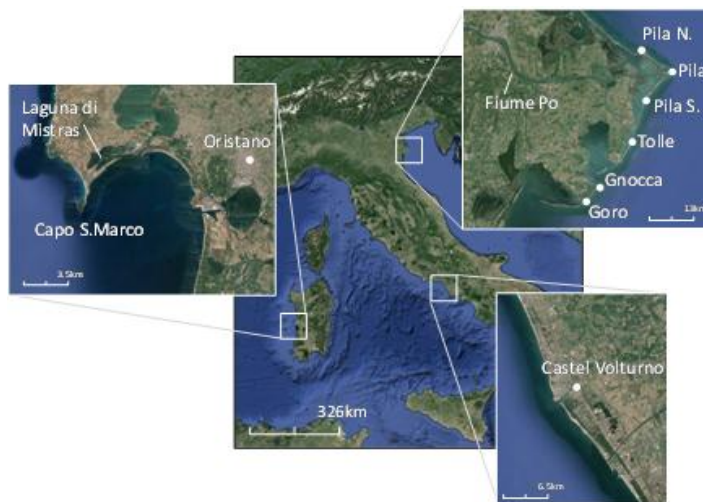 Laguna di
Mistras
Oristano
Capo S.Marco
3.5km
Pila N.
Pila
Fiume Po
Pila S.
Tolle
Gnocca
Goro
13km
326km
Castel Volturno
6.5km